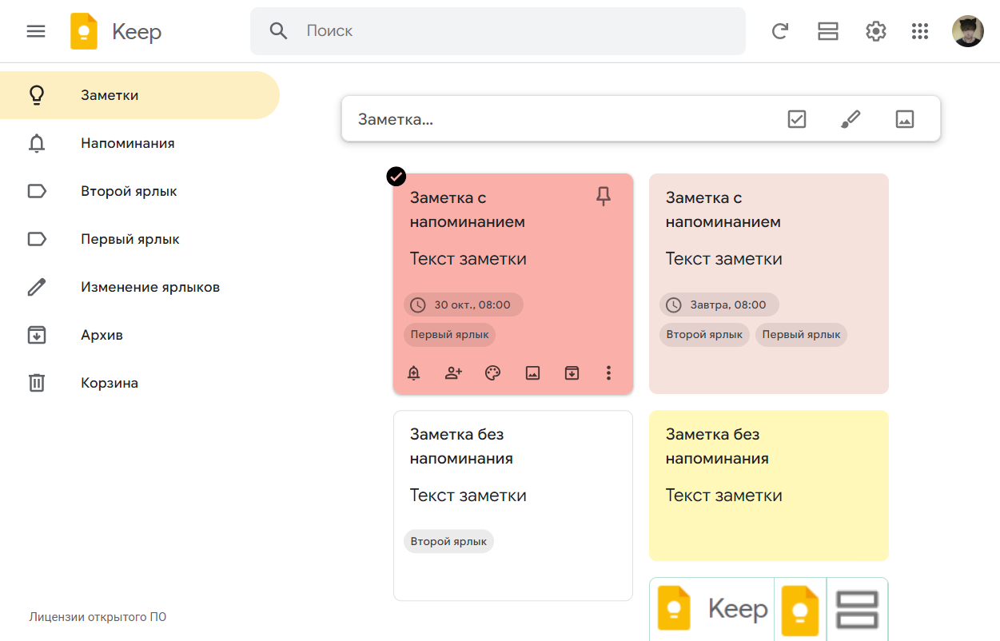 Keep
Поиск
Заметки
Напоминания
Второй ярлык
Первый ярлык
Изменение ярлыков
Архив
Корзина
Лицензии открытого ПО
Заметка...
Заметка с
напоминанием
Текст заметки
30 окт., 08:00
Первый ярлык
Заметка с
напоминанием
Текст заметки
Завтра, 08:00
Второй ярлык Первый ярлык
Заметка без
напоминания
Текст заметки
Второй ярлык
Заметка без
напоминания
Текст заметки
Keep